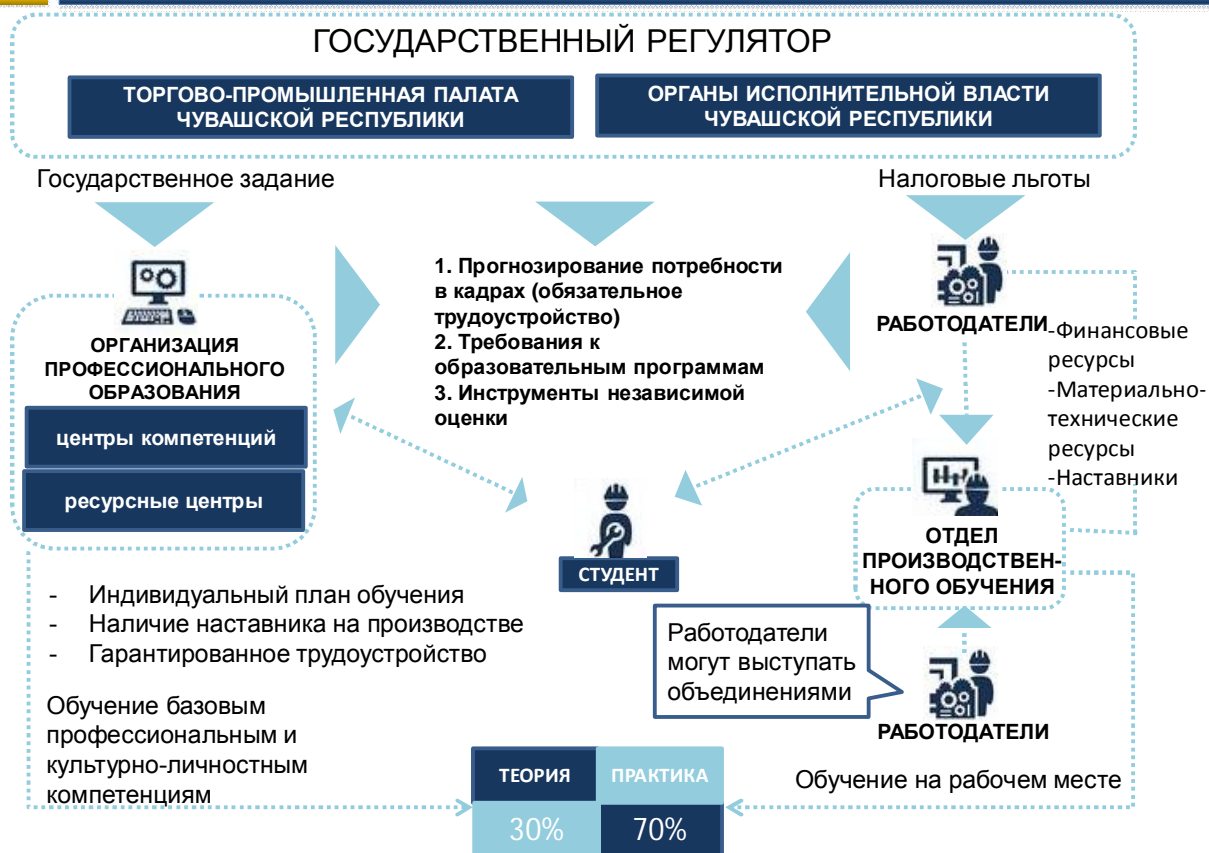 ГОСУДАРСТВЕННЫЙ РЕГУЛЯТОР
ТОРГОВО-ПРОМЫШЛЕННАЯ ПАЛАТА
ЧУВАШСКОЙ РЕСПУБЛИКИ
ОРГАНЫ ИСПОЛНИТЕЛЬНОЙ ВЛАСТИ
ЧУВАШСКОЙ РЕСПУБЛИКИ
Государственное задание
Налоговые льготы
ОРГАНИЗАЦИЯ
ПРОФЕССИОНАЛЬНОГО
ОБРАЗОВАНИЯ
центры компетенций
ресурсные центры
1. Прогнозирование потребности
в кадрах (обязательное
трудоустройство)
2. Требования к
образовательным программам
3. Инструменты независимой
оценки
РАБОТОДАТЕЛИ
-Финансовые
ресурсы
-Материально-
технические
ресурсы
-Наставники
СТУДЕНТ
ОТДЕЛ
ПРОИЗВОДСТВЕН-
НОГО ОБУЧЕНИЯ
- Индивидуальный план обучения
- Наличие наставника на производстве
- Гарантированное трудоустройство
Работодатели
могут выступать
объединениями
РАБОТОДАТЕЛИ
Обучение базовым
профессиональным и
культурно-личностным
компетенциям
ТЕОРИЯ ПРАКТИКА
30% 70%
Обучение на рабочем месте